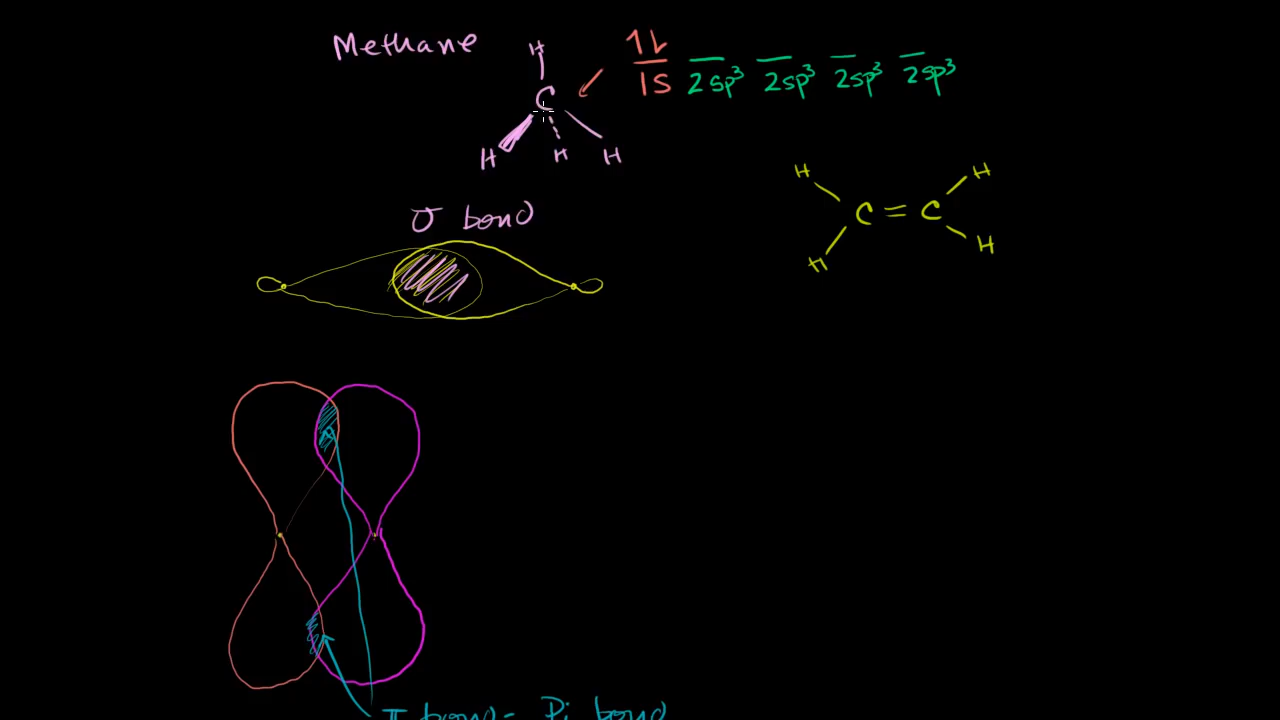 Methane
H
C
H H H
1s 2sp³ 2sp³ 2sp³ 2sp³
H H
C = C
H H
σ bond
π bond - Pi bond